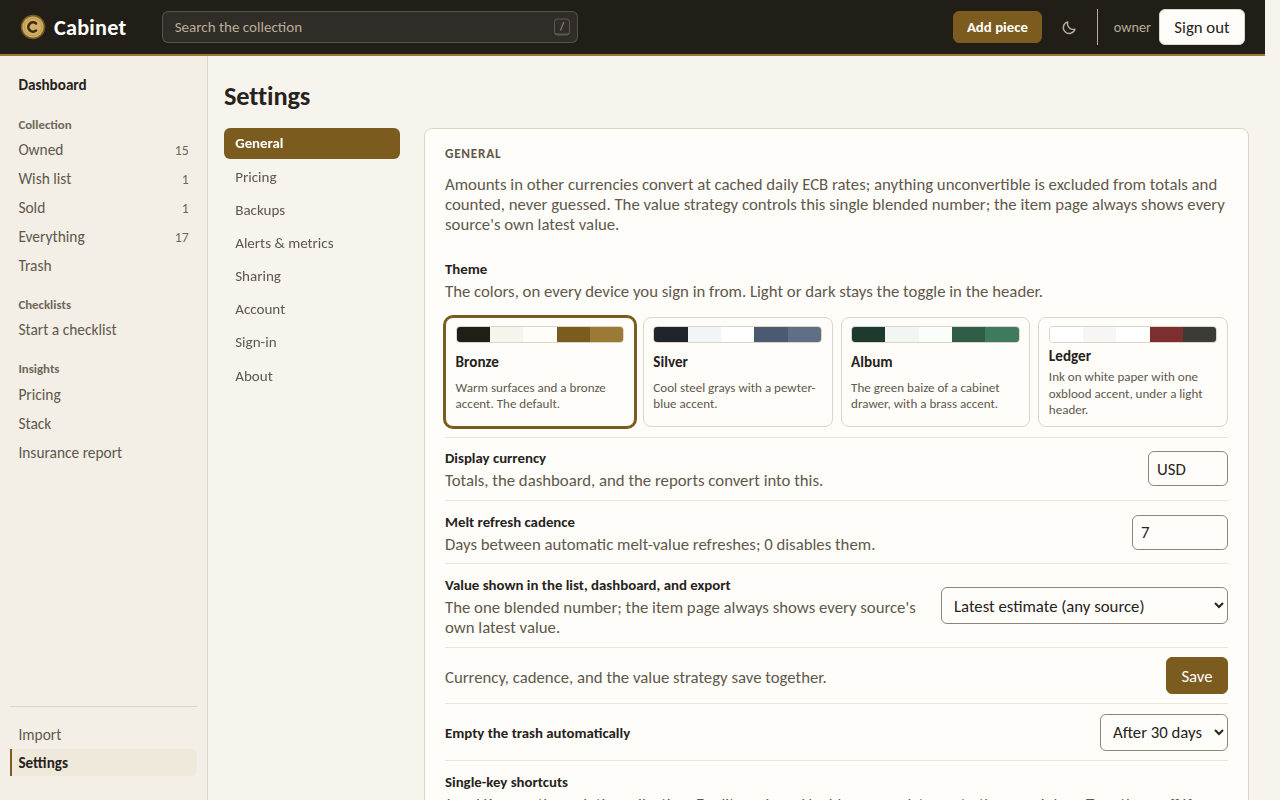 C Cabinet
Search the collection /
Add piece
owner
Sign out
Dashboard
Collection
Owned 15
Wish list 1
Sold 1
Everything 17
Trash
Checklists
Start a checklist
Insights
Pricing
Stack
Insurance report
Import
Settings
Settings
General
Pricing
Backups
Alerts & metrics
Sharing
Account
Sign-in
About
GENERAL
Amounts in other currencies convert at cached daily ECB rates; anything unconvertible is excluded from totals and
counted, never guessed. The value strategy controls this single blended number; the item page always shows every
source's own latest value.
Theme
The colors, on every device you sign in from. Light or dark stays the toggle in the header.
Bronze
Warm surfaces and a bronze
accent. The default.
Silver
Cool steel grays with a pewter-
blue accent.
Album
The green baize of a cabinet
drawer, with a brass accent.
Ledger
Ink on white paper with one
oxblood accent, under a light
header.
Display currency
Totals, the dashboard, and the reports convert into this.
USD
Melt refresh cadence
Days between automatic melt-value refreshes; 0 disables them.
7
Value shown in the list, dashboard, and export
The one blended number; the item page always shows every source's
own latest value.
Latest estimate (any source)
Currency, cadence, and the value strategy save together.
Save
Empty the trash automatically
After 30 days
Single-key shortcuts